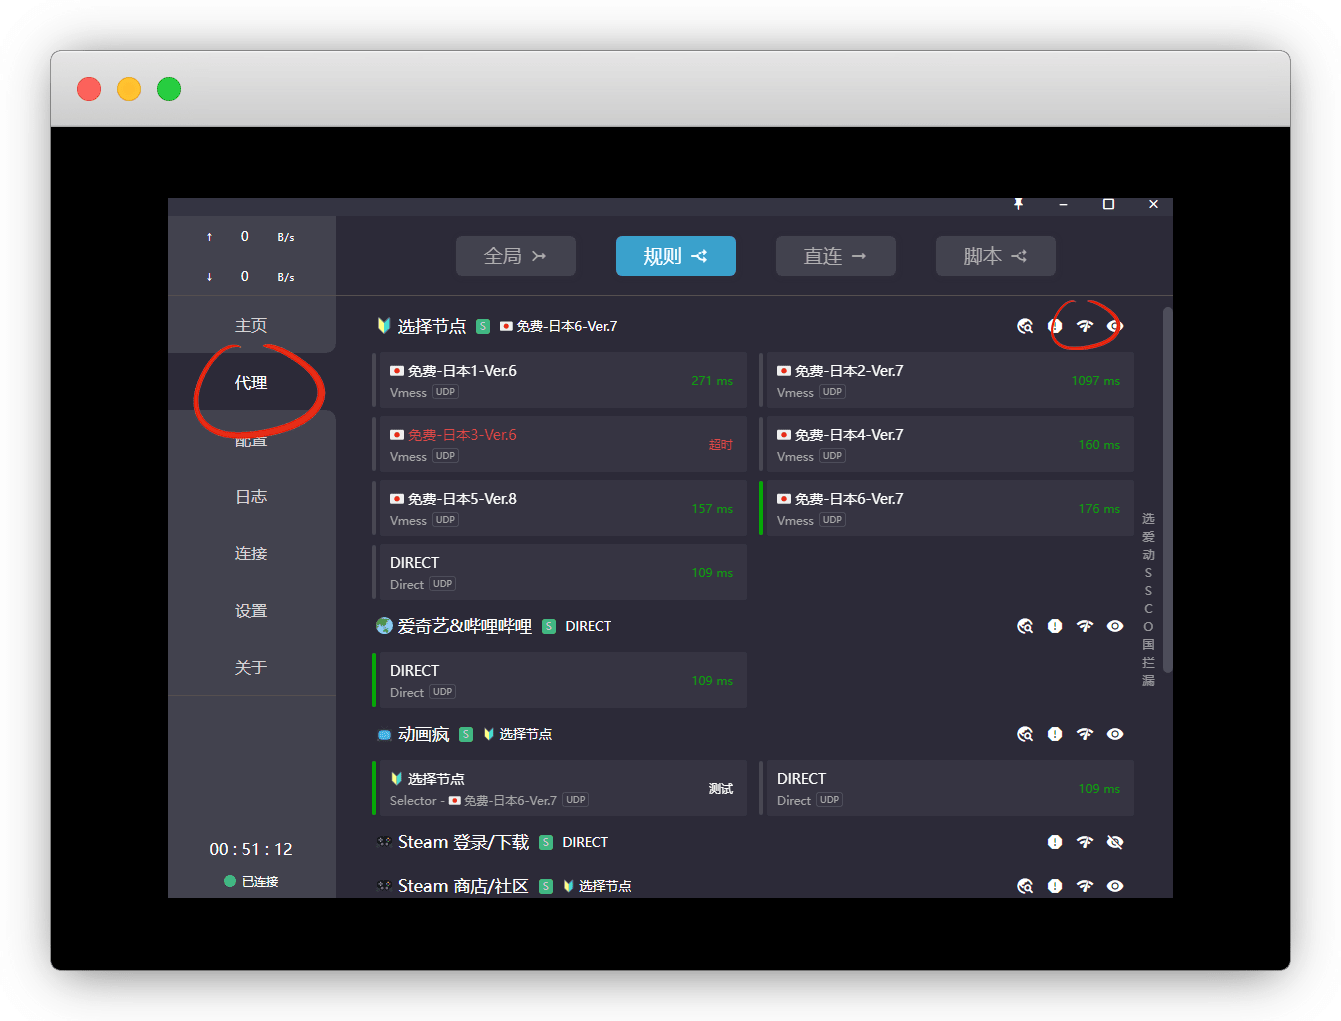 ↑ 0 B/s
↓ 0 B/s
主页
代理
配置
日志
连接
设置
关于
00 : 51 : 12
已连接
全局
规则
直连
脚本
选择节点 S 免费-日本6-Ver.7
免费-日本1-Ver.6
Vmess UDP
271 ms
免费-日本2-Ver.7
Vmess UDP
1097 ms
免费-日本3-Ver.6
Vmess UDP
超时
免费-日本4-Ver.7
Vmess UDP
160 ms
免费-日本5-Ver.8
Vmess UDP
157 ms
免费-日本6-Ver.7
Vmess UDP
176 ms
DIRECT
Direct UDP
109 ms
爱奇艺&哔哩哔哩 S DIRECT
DIRECT
Direct UDP
109 ms
动画疯 S 选择节点
选择节点
Selector - 免费-日本6-Ver.7 UDP
测试
DIRECT
Direct UDP
109 ms
Steam 登录/下载 S DIRECT
Steam 商店/社区 S 选择节点
选
爱
动
S
S
C
O
国
拦
漏